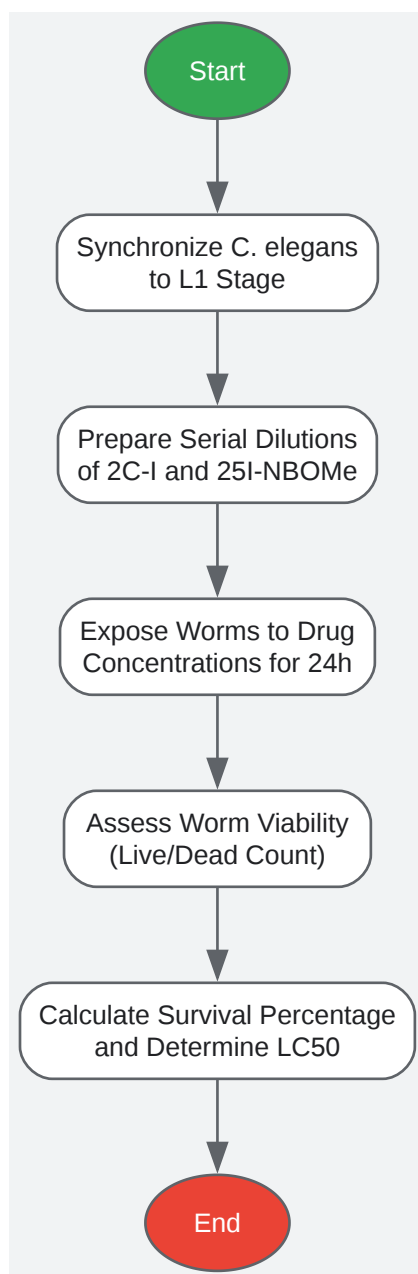 Start
Synchronize C. elegans
to L1 Stage
Prepare Serial Dilutions
of 2C-I and 25I-NBOMe
Expose Worms to Drug
Concentrations for 24h
Assess Worm Viability
(Live/Dead Count)
Calculate Survival Percentage
and Determine LC50
End